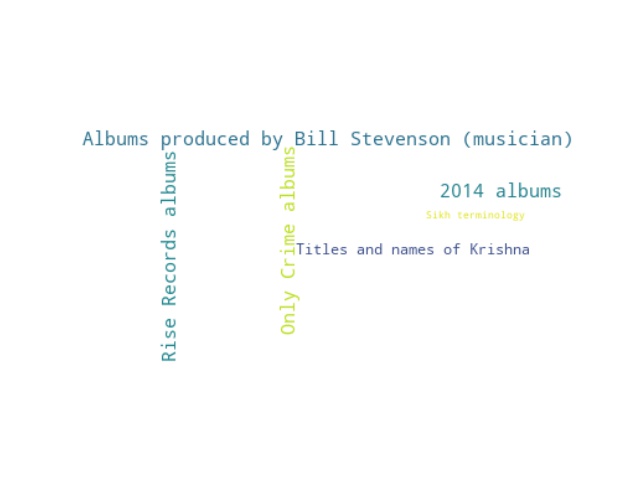 Albums produced by Bill Stevenson (musician)
Rise Records albums
Only Crime albums
2014 albums
Sikh terminology
Titles and names of Krishna